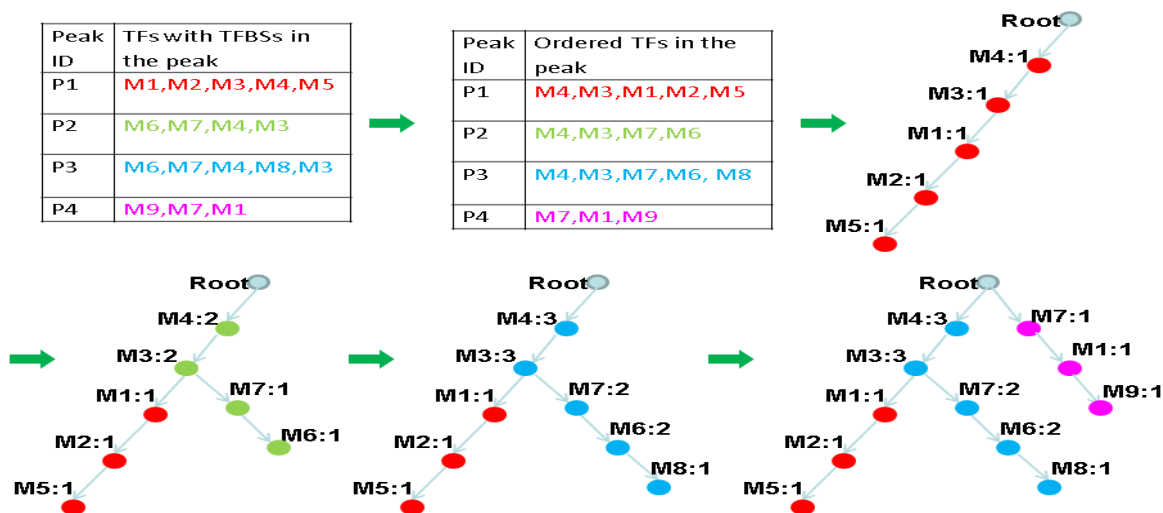 Peak ID TFs with TFBSs in the peak
P1 M1,M2,M3,M4,M5
P2 M6,M7,M4,M3
P3 M6,M7,M4,M8,M3
P4 M9,M7,M1
Peak ID Ordered TFs in the peak
P1 M4,M3,M1,M2,M5
P2 M4,M3,M7,M6
P3 M4,M3,M7,M6, M8
P4 M7,M1,M9
Root
M4:1
M3:1
M1:1
M2:1
M5:1
Root
M4:2
M3:2
M1:1 M7:1
M2:1 M6:1
M5:1
Root
M4:3
M3:3
M1:1 M7:2
M2:1 M6:2
M5:1 M8:1
Root
M4:3 M7:1
M3:3 M1:1
M1:1 M7:2 M9:1
M2:1 M6:2
M5:1 M8:1